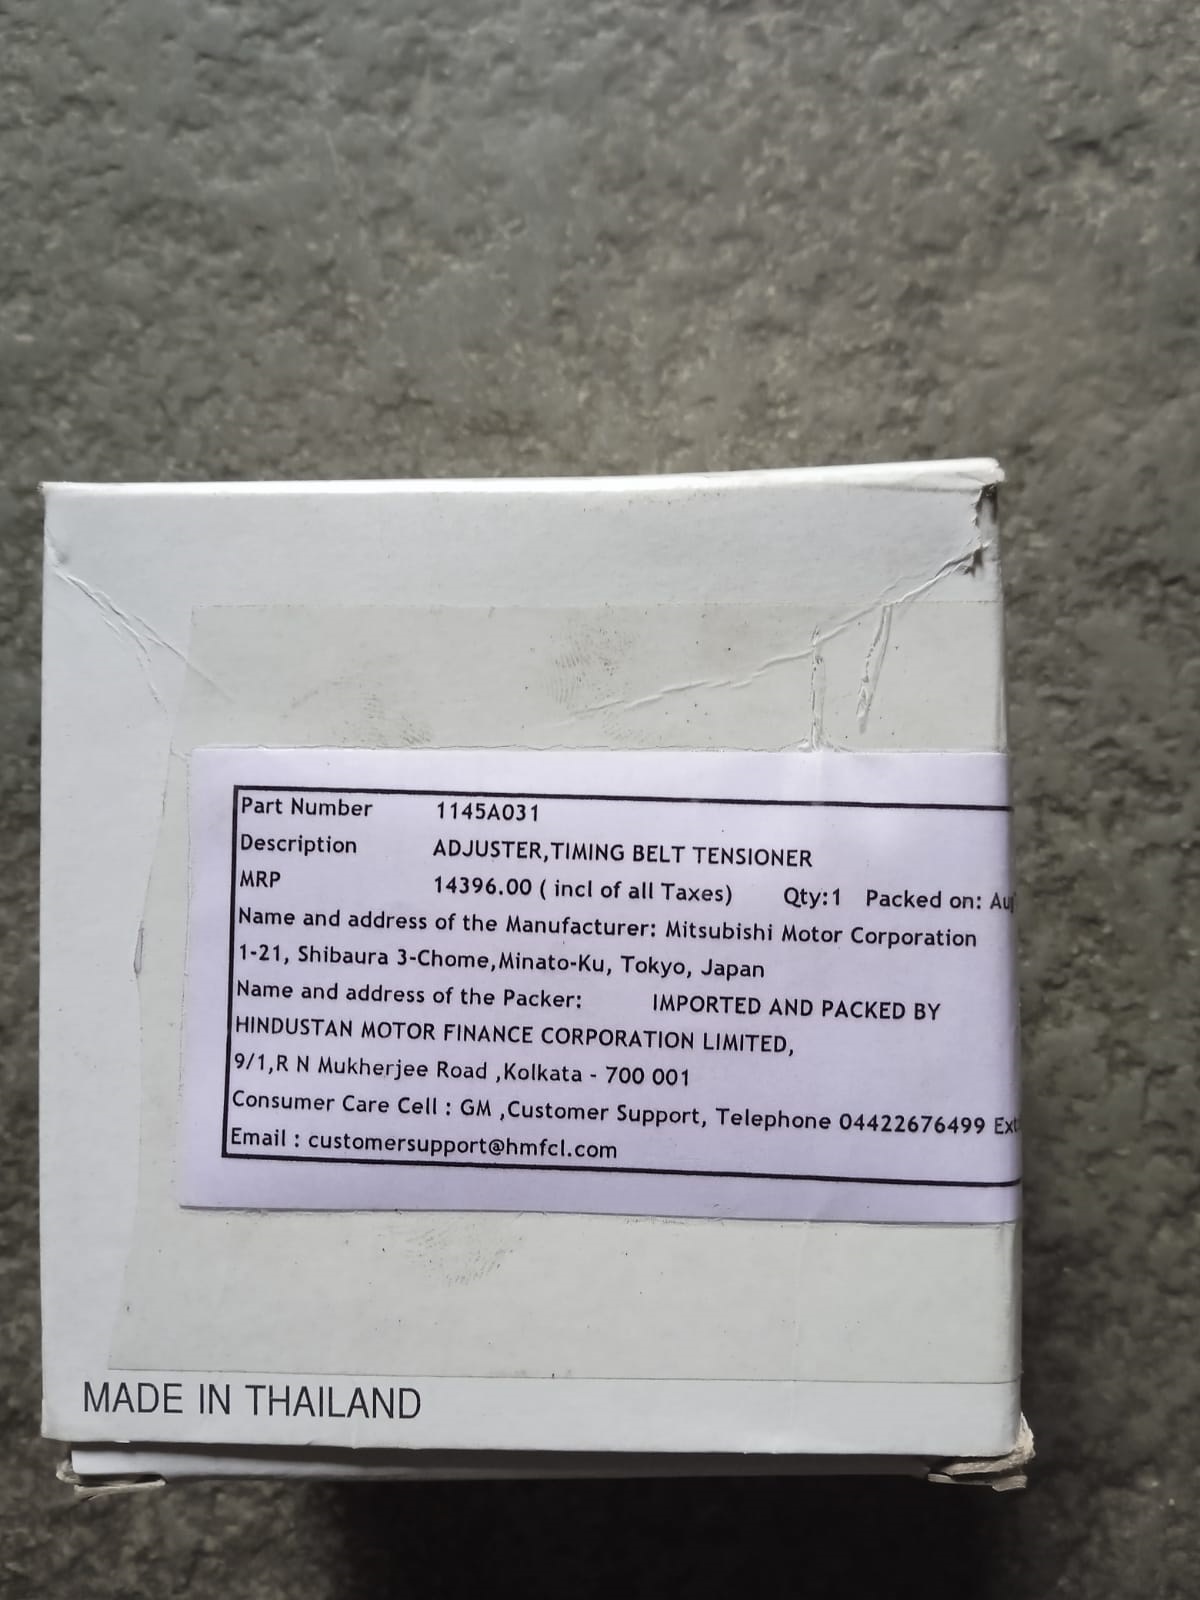 Part Number 1145A031
Description ADJUSTER,TIMING BELT TENSIONER
MRP 14396.00 ( incl of all Taxes) Qty:1 Packed on:
Name and address of the Manufacturer: Mitsubishi Motor Corporation
1-21, Shibaura 3-Chome,Minato-Ku, Tokyo, Japan
Name and address of the Packer: IMPORTED AND PACKED BY
HINDUSTAN MOTOR FINANCE CORPORATION LIMITED,
9/1,R N Mukherjee Road ,Kolkata - 700 001
Consumer Care Cell : GM ,Customer Support, Telephone 04422676499
Email : customersupport@hmfcl.com
MADE IN THAILAND